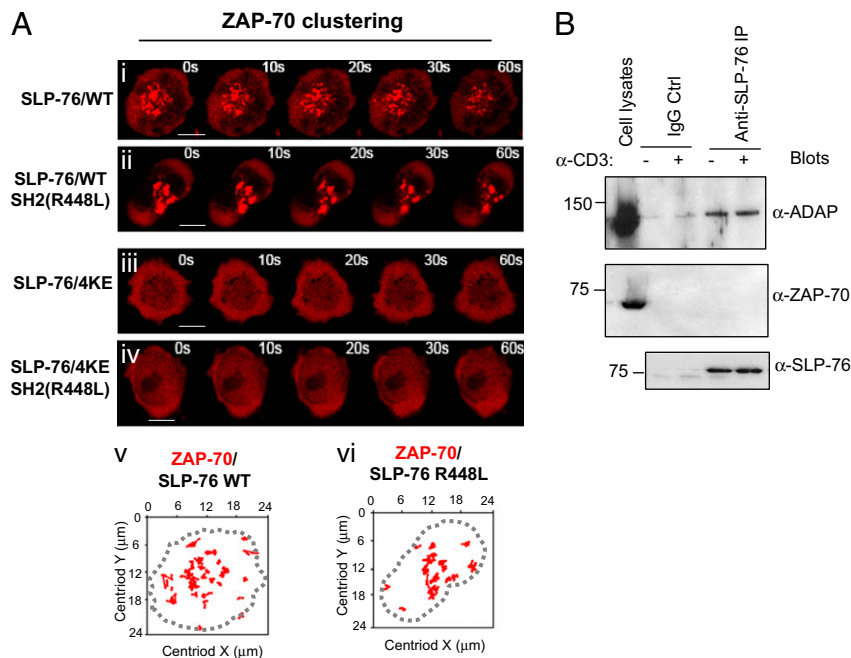 A
ZAP-70 clustering
SLP-76/WT
i
0s 10s 20s 30s 60s
SLP-76/WT
SH2(R448L)
ii
0s 10s 20s 30s 60s
SLP-76/4KE
iii
0s 10s 20s 30s 60s
SLP-76/4KE
SH2(R448L)
iv
0s 10s 20s 30s 60s
v
ZAP-70/
SLP-76 WT
0 6 12 18 24
0
6
12
18
24
Centriod Y (μm)
Centriod X (μm)
vi
ZAP-70/
SLP-76 R448L
0 6 12 18 24
0
6
12
18
24
Centriod Y (μm)
Centriod X (μm)
B
Cell lysates
IgG Ctrl
Anti-SLP-76 IP
α-CD3: - + - + Blots
150
α-ADAP
75
α-ZAP-70
75
α-SLP-76